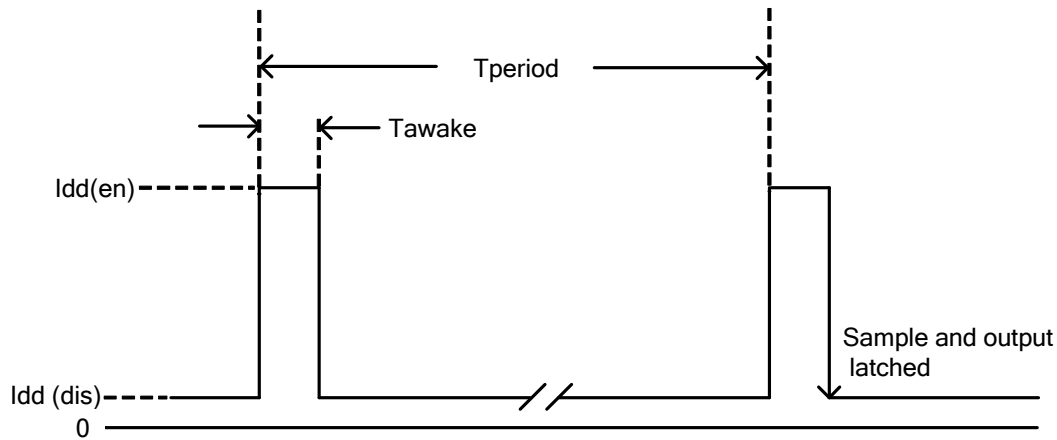 Tperiod
Tawake
Idd(en)
Sample and output
latched
Idd (dis)
0